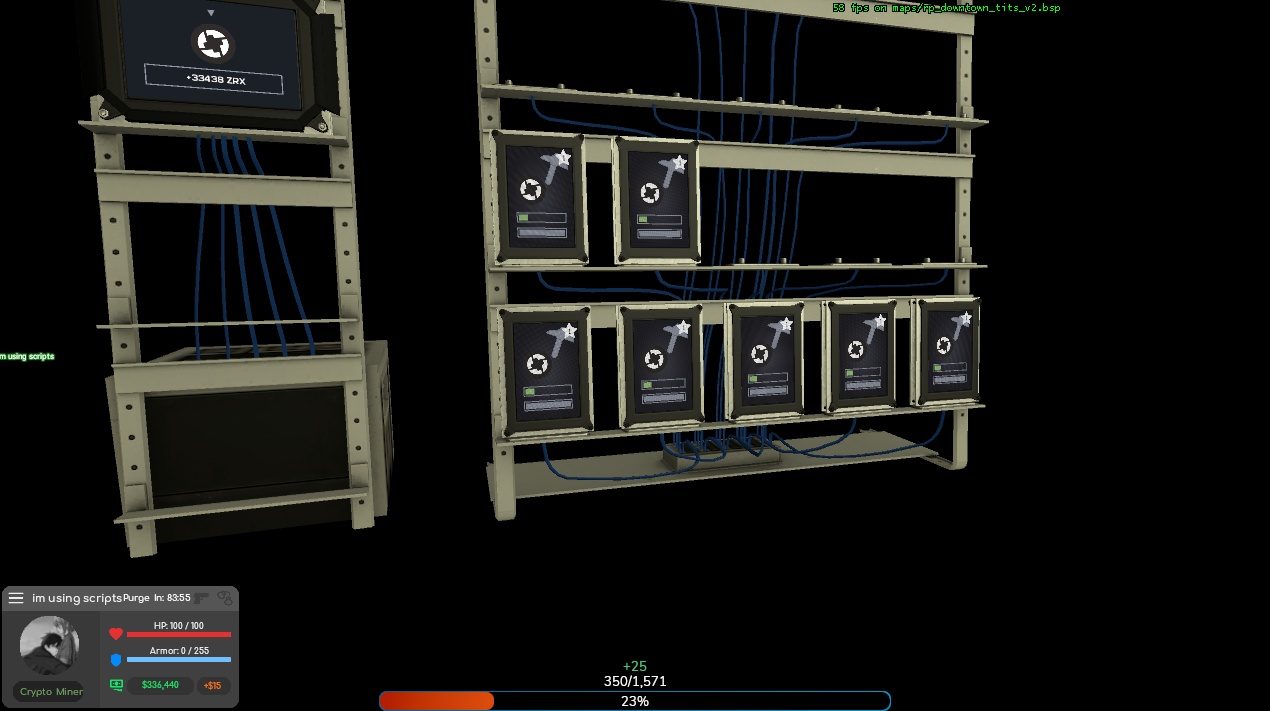 58 fps on maps/rp_downtown_tits_v2.bsp
+33438 ZRX
m using scripts
im using scripts
Purge In: 83:55
HP: 100 / 100
Armor: 0 / 255
Crypto Miner
$336,440
+$15
+25
350/1,571
23%